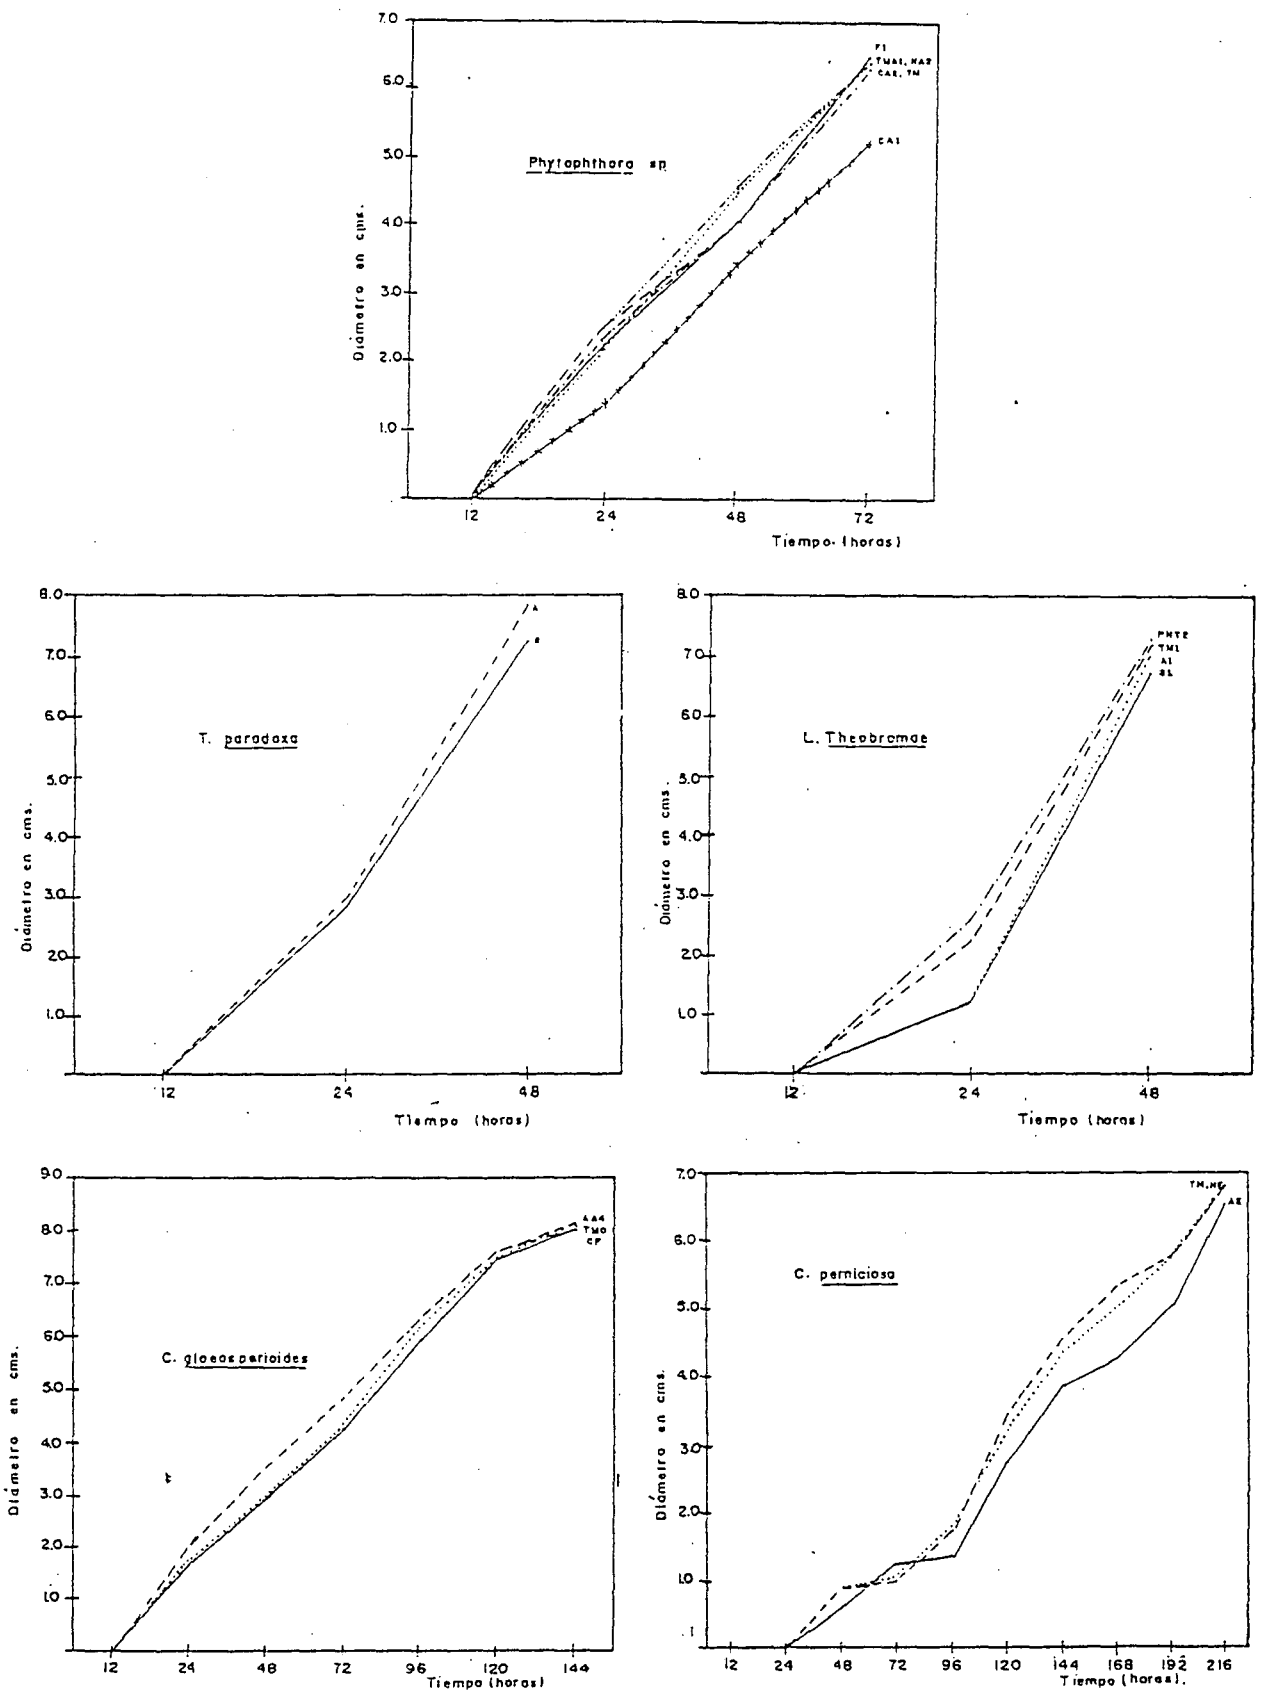 7.0
F1
TMA1, MA2
CA2, TM
6.0
Phytophthora sp
5.0
CA1
4.0
Diámetro en cms.
3.0
2.0
1.0
12 24 48 72
Tiempo. (horas)
8.0
A
7.0
6.0
T. paradoxa
5.0
4.0
Diámetro en cms.
3.0
2.0
1.0
12 24 48
Tiempo (horas)
8.0
PHT2
TM1
A1
7.0
6.0
L. Theobromae
5.0
4.0
Diámetro en cms.
3.0
2.0
1.0
12 24 48
Tiempo (horas)
9.0
AA4
TMO
CP
8.0
7.0
6.0
C. gloeosporioides
5.0
Diámetro en cms.
4.0
3.0
2.0
1.0
12 24 48 72 96 120 144
Tiempo (horas)
7.0
6.0
C. perniciosa
5.0
4.0
Diámetro en cms.
3.0
2.0
1.0
12 24 48 72 96 120 144 168 192 216
Tiempo (horas).